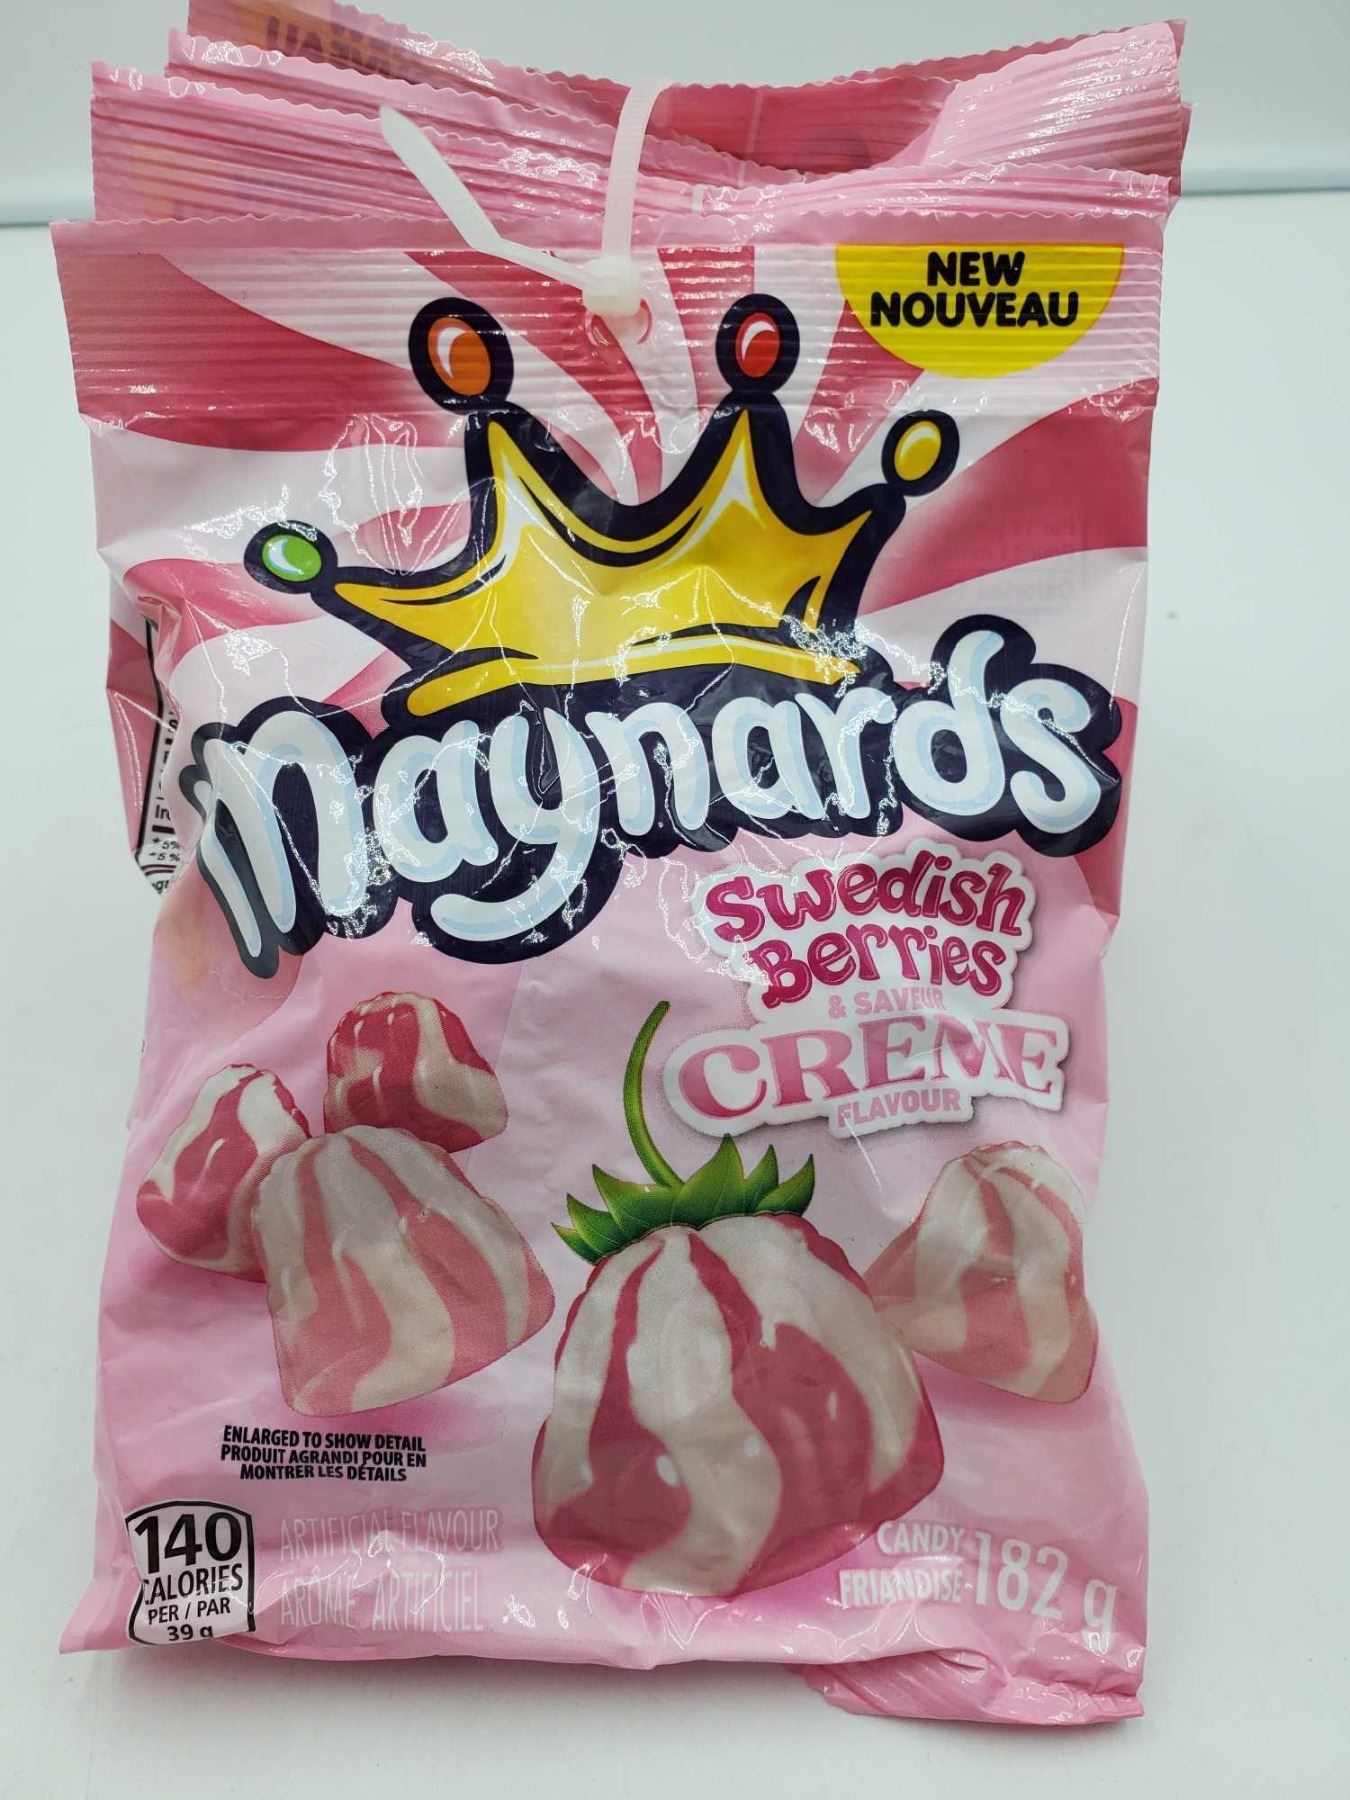 NEW
NOUVEAU
maynards
Swedish
Berries
& SAVEUR
CREME
FLAVOUR
ENLARGED TO SHOW DETAIL
PRODUIT AGRANDI POUR EN
MONTRER LES DÉTAILS
140
CALORIES
PER / PAR
39 g
ARTIFICIAL FLAVOUR
AROME ARTIFICIEL
CANDY
FRIANDISE
182 g